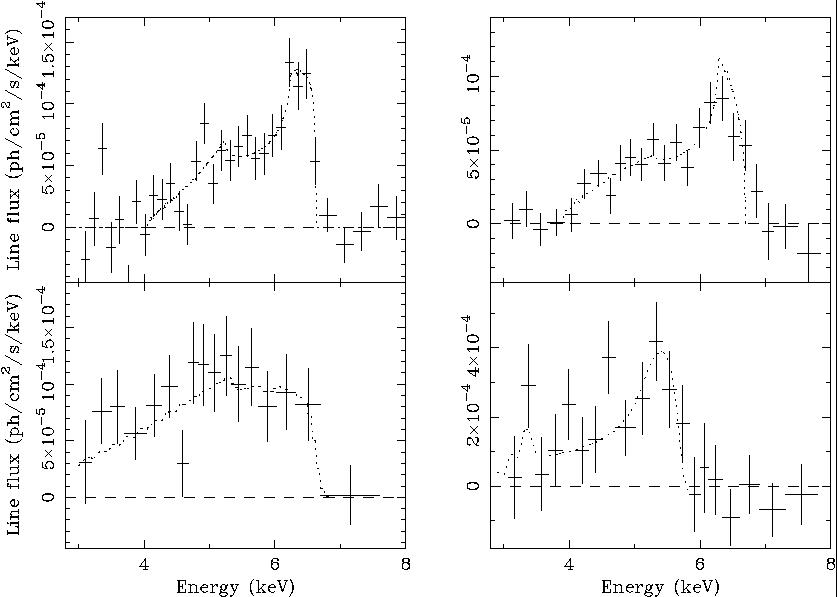 Line flux (ph/cm²/s/keV)
0 5×10⁻⁵ 10⁻⁴ 1.5×10⁻⁴
0 5×10⁻⁵ 10⁻⁴
Line flux (ph/cm²/s/keV)
0 5×10⁻⁵ 10⁻⁴ 1.5×10⁻⁴
0 2×10⁻⁴ 4×10⁻⁴
4 6 8
4 6 8
Energy (keV)
Energy (keV)